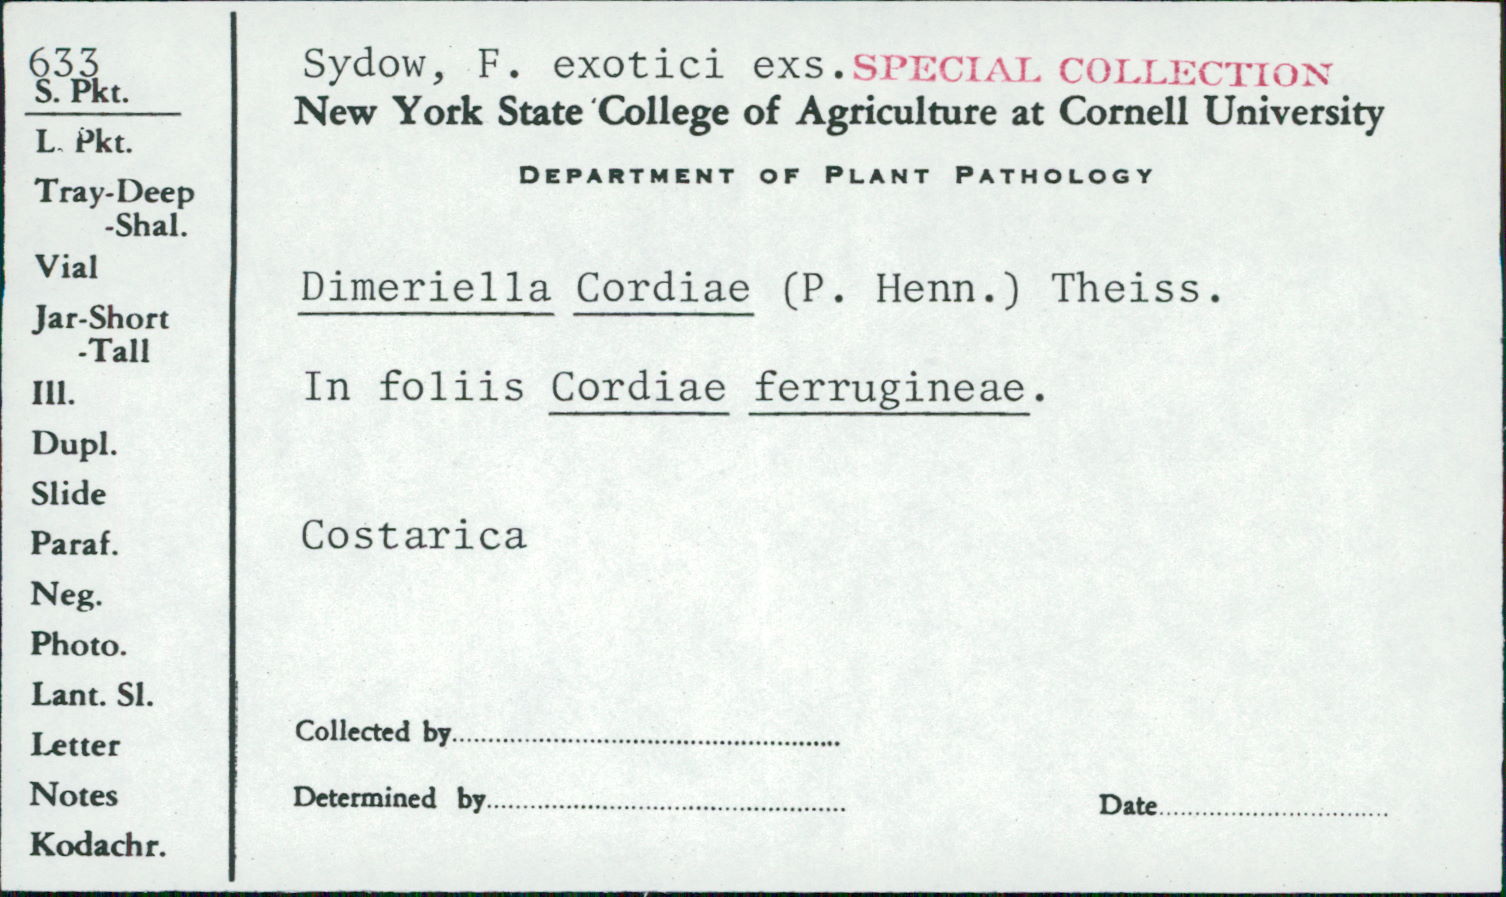 633
S. Pkt.
L. Pkt.
Tray-Deep
-Shal.
Vial
Jar-Short
-Tall
Ill.
Dupl.
Slide
Paraf.
Neg.
Photo.
Lant. Sl.
Letter
Notes
Kodachr.
Sydow, F. exotici exs. SPECIAL COLLECTION
New York State College of Agriculture at Cornell University
DEPARTMENT OF PLANT PATHOLOGY
Dimeriella Cordiae (P. Henn.) Theiss.
In foliis Cordiae ferrugineae.
Costarica
Collected by
Determined by
Date